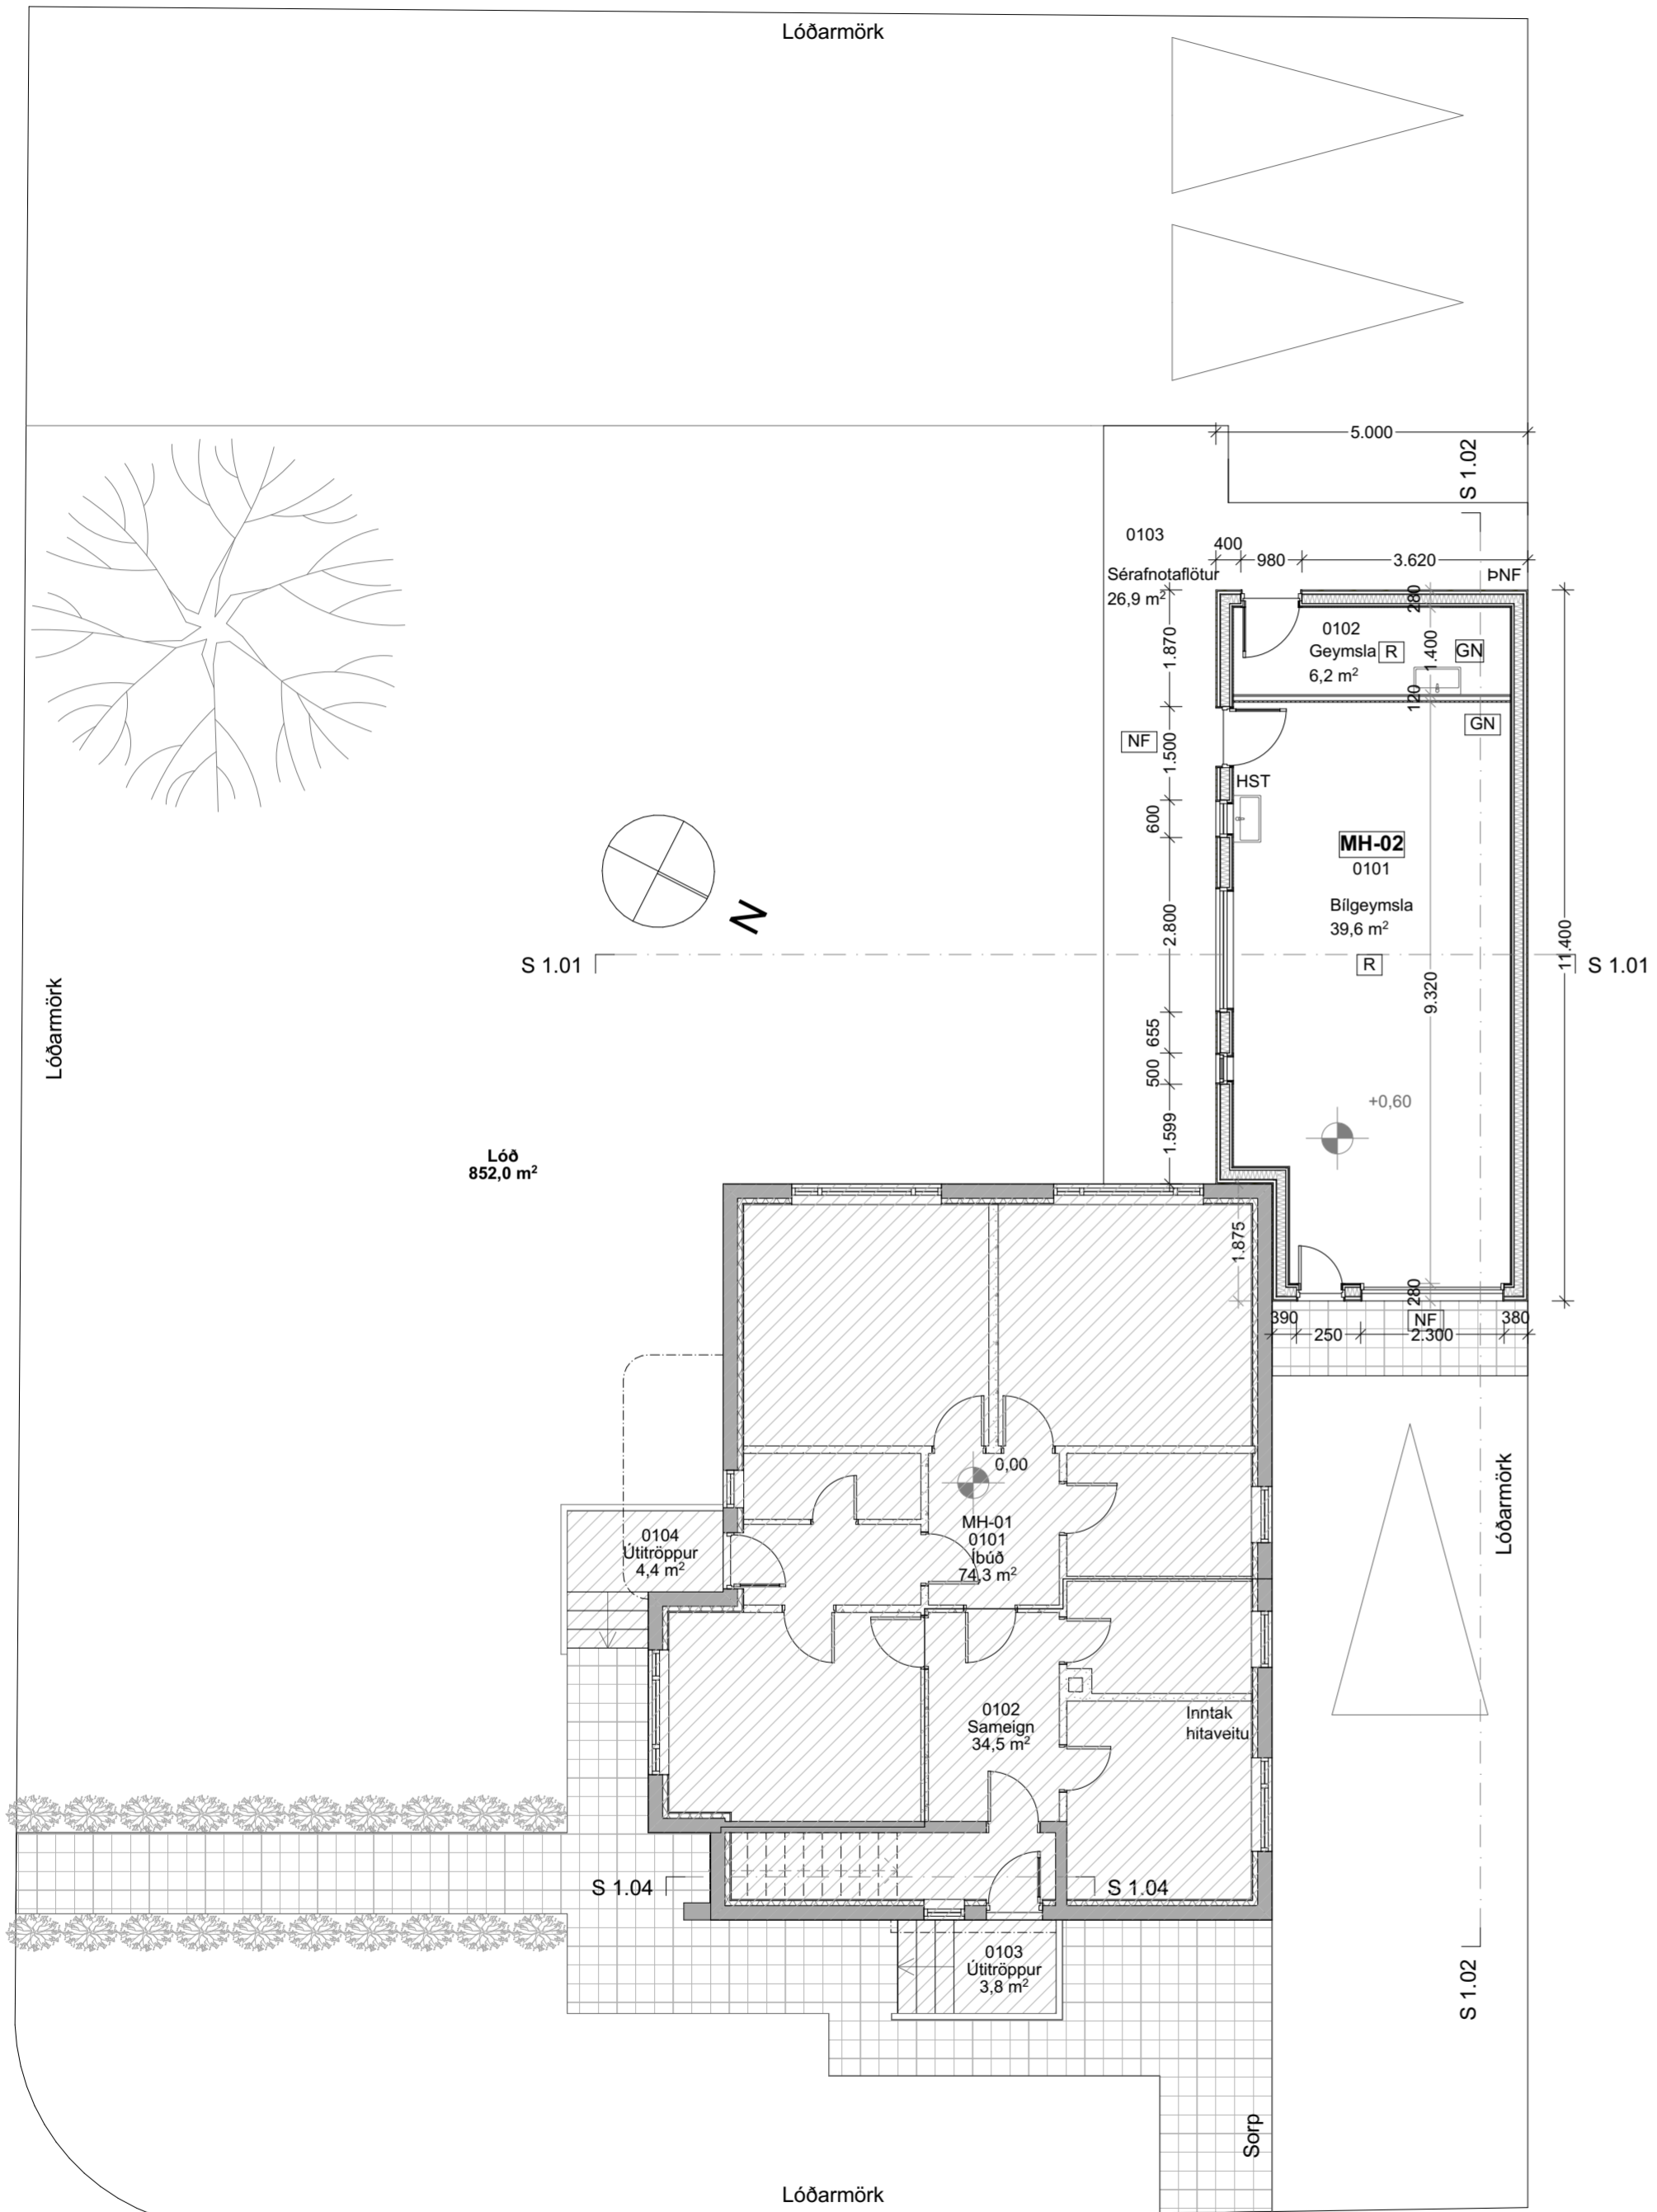 Lóðarmörk
5.000
S 1.02
0103
Sérafnotaflötur
26,9 m²
400
980
3.620
ÞNF
280
0102
Geymsla R
6,2 m²
1.400
GN
120
GN
1.870
NF
1.500
HST
600
MH-02
0101
Bílgeymsla
39,6 m²
R
2.800
9.320
11.400
N
S 1.01
S 1.01
Lóðarmörk
655
500
+0,60
1.599
Lóð
852,0 m²
1.875
280
390
250
NF
2.300
380
0,00
MH-01
0101
Íbúð
74,3 m²
0104
Útitröppur
4,4 m²
Lóðarmörk
0102
Sameign
34,5 m²
Inntak
hitaveitu
S 1.04
S 1.04
0103
Útitröppur
3,8 m²
S 1.02
Sorp
Lóðarmörk